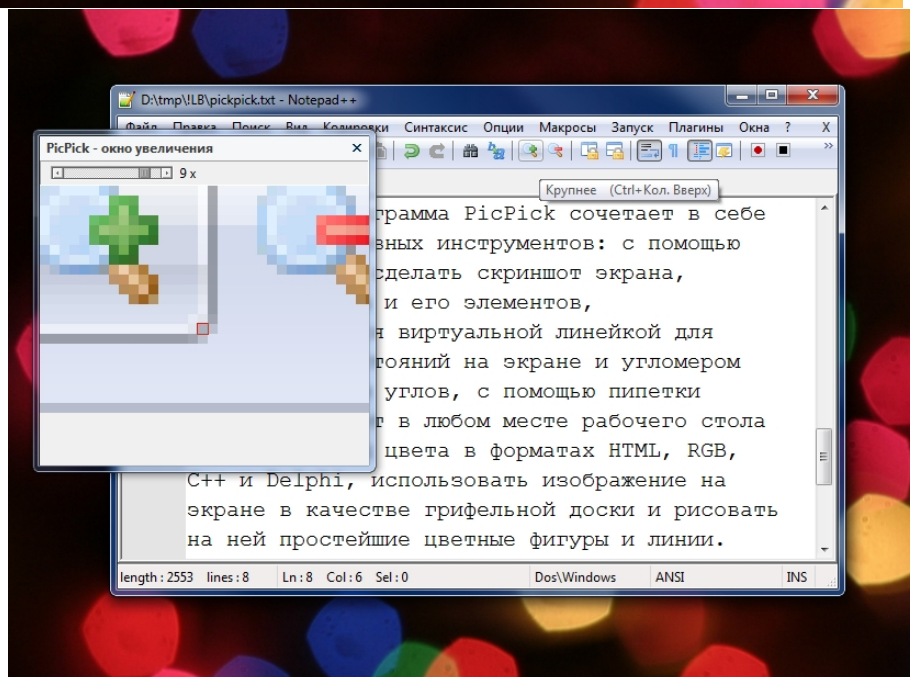 D:\tmp\!LB\pickpick.txt - Notepad++
X
Файл Правка Поиск Вид Кодировки Синтаксис Опции Макросы Запуск Плагины Окна ? X
PicPick - окно увеличения
9 x
Крупнее (Ctrl+Кол. Вверх)
грамма PicPick сочетает в себе
вных инструментов: с помощью
сделать скриншот экрана,
и его элементов,
я виртуальной линейкой для
тояний на экране и угломером
углов, с помощью пипетки
т в любом месте рабочего стола
цвета в форматах HTML, RGB,
C++ и Delphi, использовать изображение на
экране в качестве грифельной доски и рисовать
на ней простейшие цветные фигуры и линии.
length : 2553 lines : 8 Ln : 8 Col : 6 Sel : 0 Dos\Windows ANSI INS